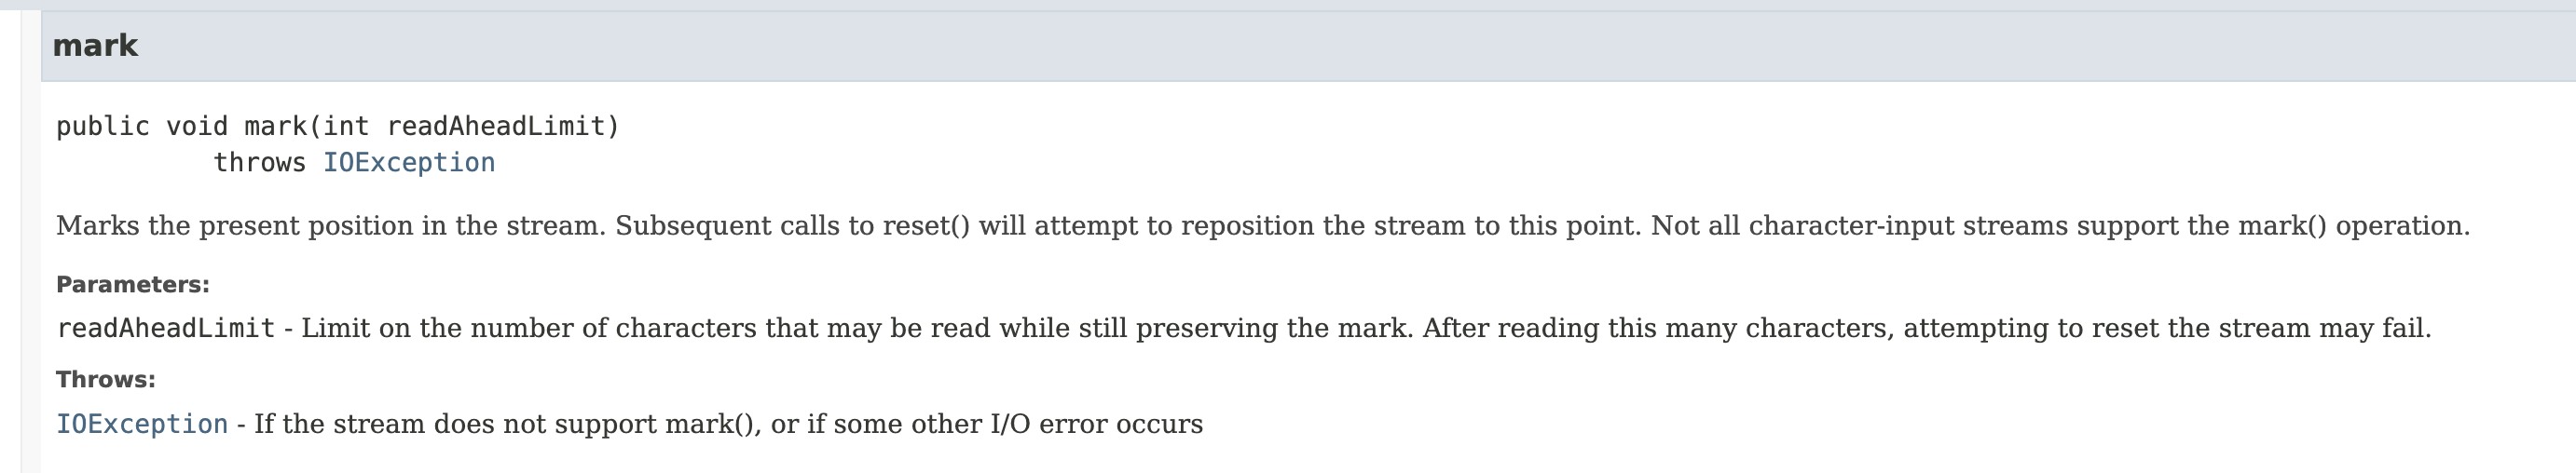 mark
public void mark(int readAheadLimit)
          throws IOException
Marks the present position in the stream. Subsequent calls to reset() will attempt to reposition the stream to this point. Not all character-input streams support the mark() operation.
Parameters:
readAheadLimit - Limit on the number of characters that may be read while still preserving the mark. After reading this many characters, attempting to reset the stream may fail.
Throws:
IOException - If the stream does not support mark(), or if some other I/O error occurs